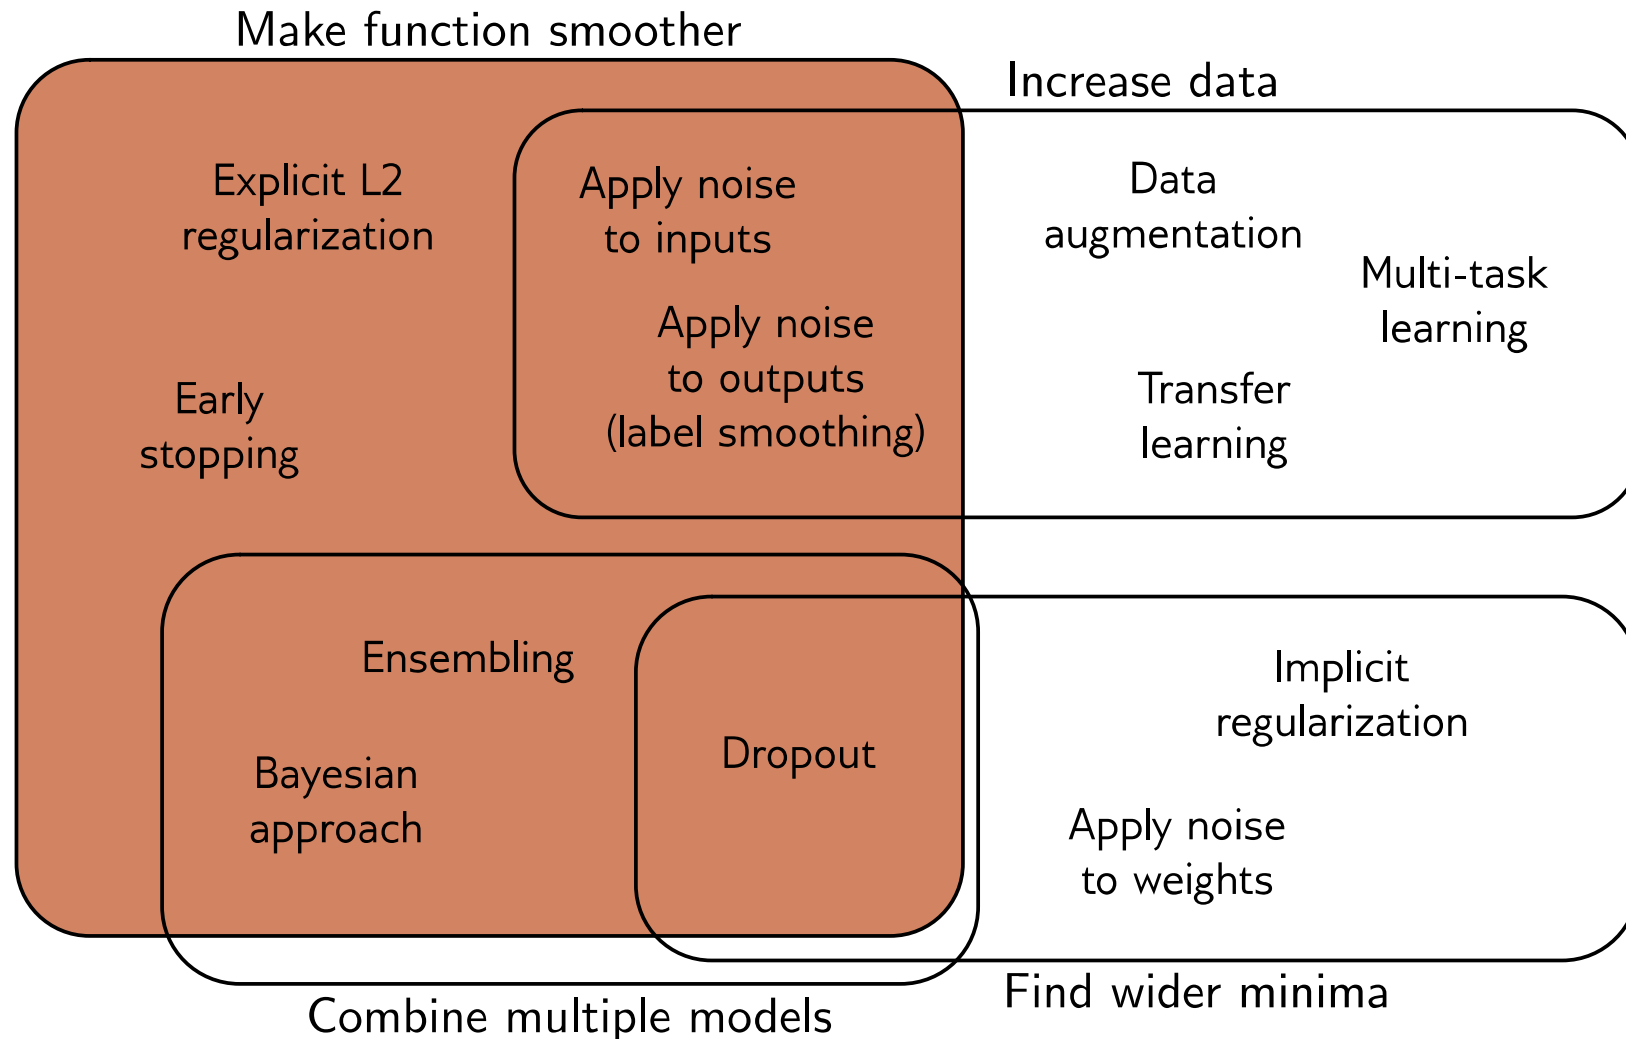 Make function smoother
Increase data
Explicit L2
regularization
Apply noise
to inputs
Data
augmentation
Multi-task
learning
Apply noise
to outputs
(label smoothing)
Early
stopping
Transfer
learning
Ensembling
Bayesian
approach
Dropout
Implicit
regularization
Apply noise
to weights
Find wider minima
Combine multiple models